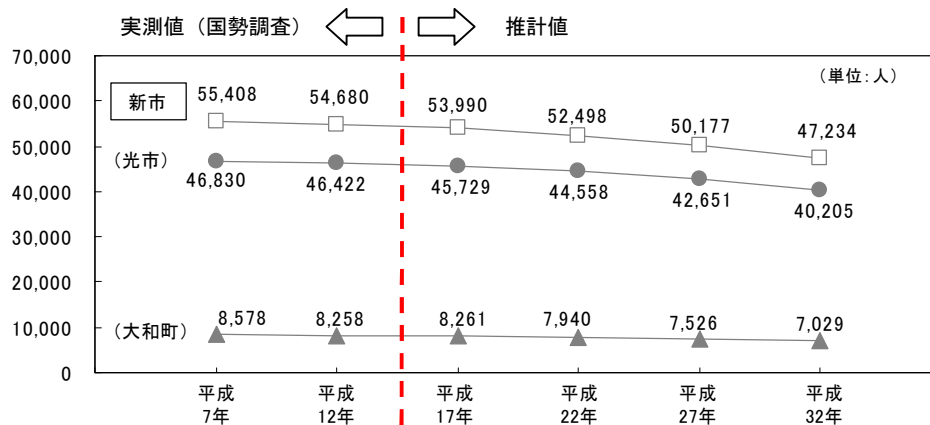 実測値（国勢調査） 推計値
70,000
（単位：人）
60,000
新市 55,408 54,680 53,990 52,498 50,177 47,234
50,000
（光市）
46,830 46,422 45,729 44,558 42,651 40,205
40,000
30,000
20,000
（大和町） 8,578 8,258 8,261 7,940 7,526 7,029
10,000
0
平成 平成 平成 平成 平成 平成
7年 12年 17年 22年 27年 32年